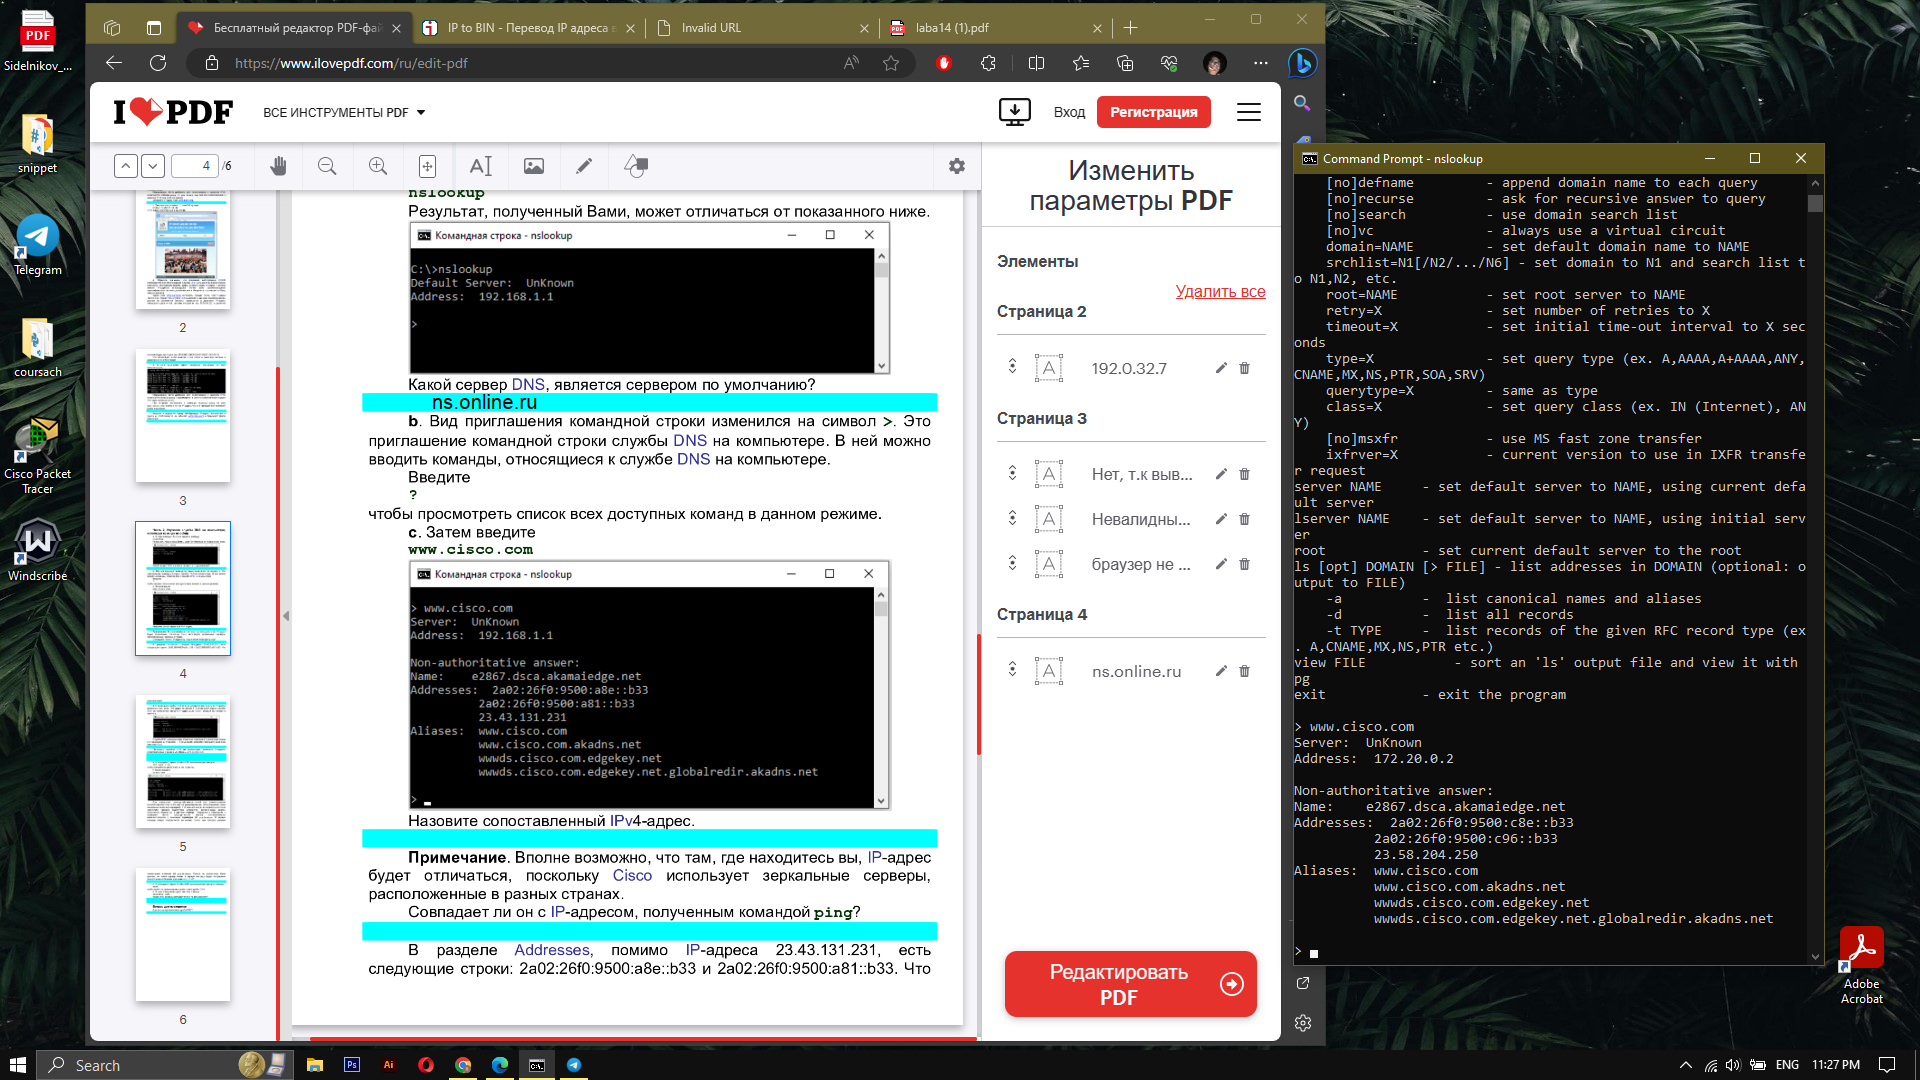 Sidelnikov_...
snippet
Telegram
coursach
Cisco Packet
Tracer
Windscribe
Бесплатный редактор PDF-фай
IP to BIN - Перевод IP адреса в
Invalid URL
laba14 (1).pdf
https://www.ilovepdf.com/ru/edit-pdf
I PDF
ВСЕ ИНСТРУМЕНТЫ PDF
Вход
Регистрация
4 /6
2
3
4
5
6
nslookup
Результат, полученный Вами, может отличаться от показанного ниже.
Командная строка - nslookup
C:\>nslookup
Default Server:  UnKnown
Address:  192.168.1.1
>
Какой сервер DNS, является сервером по умолчанию?
ns.online.ru
b. Вид приглашения командной строки изменился на символ >. Это
приглашение командной строки службы DNS на компьютере. В ней можно
вводить команды, относящиеся к службе DNS на компьютере.
Введите
?
чтобы просмотреть список всех доступных команд в данном режиме.
c. Затем введите
www.cisco.com
Командная строка - nslookup
> www.cisco.com
Server:  UnKnown
Address:  192.168.1.1
Non-authoritative answer:
Name:    e2867.dsca.akamaiedge.net
Addresses:  2a02:26f0:9500:a8e::b33
2a02:26f0:9500:a81::b33
23.43.131.231
Aliases:  www.cisco.com
www.cisco.com.akadns.net
wwwds.cisco.com.edgekey.net
wwwds.cisco.com.edgekey.net.globalredir.akadns.net
>
Назовите сопоставленный IPv4-адрес.
Примечание. Вполне возможно, что там, где находитесь вы, IP-адрес
будет отличаться, поскольку Cisco использует зеркальные серверы,
расположенные в разных странах.
Совпадает ли он с IP-адресом, полученным командой ping?
В разделе Addresses, помимо IP-адреса 23.43.131.231, есть
следующие строки: 2a02:26f0:9500:a8e::b33 и 2a02:26f0:9500:a81::b33. Что
Изменить
параметры PDF
Элементы
Удалить все
Страница 2
192.0.32.7
Страница 3
Нет, т.к выв...
Невалидны...
браузер не ...
Страница 4
ns.online.ru
Редактировать
PDF
Command Prompt - nslookup
[no]defname         - append domain name to each query
[no]recurse         - ask for recursive answer to query
[no]search          - use domain search list
[no]vc              - always use a virtual circuit
domain=NAME         - set default domain name to NAME
srchlist=N1[/N2/.../N6] - set domain to N1 and search list t
o N1,N2, etc.
root=NAME           - set root server to NAME
retry=X             - set number of retries to X
timeout=X           - set initial time-out interval to X sec
onds
type=X              - set query type (ex. A,AAAA,A+AAAA,ANY,
CNAME,MX,NS,PTR,SOA,SRV)
querytype=X         - same as type
class=X             - set query class (ex. IN (Internet), AN
Y)
[no]msxfr           - use MS fast zone transfer
ixfrver=X           - current version to use in IXFR transfe
r request
server NAME     - set default server to NAME, using current defa
ult server
lserver NAME    - set default server to NAME, using initial serv
er
root            - set current default server to the root
ls [opt] DOMAIN [> FILE] - list addresses in DOMAIN (optional: o
utput to FILE)
-a          -  list canonical names and aliases
-d          -  list all records
-t TYPE     -  list records of the given RFC record type (ex
. A,CNAME,MX,NS,PTR etc.)
view FILE           - sort an 'ls' output file and view it with
pg
exit            - exit the program
> www.cisco.com
Server:  UnKnown
Address:  172.20.0.2
Non-authoritative answer:
Name:    e2867.dsca.akamaiedge.net
Addresses:  2a02:26f0:9500:c8e::b33
2a02:26f0:9500:c96::b33
23.58.204.250
Aliases:  www.cisco.com
www.cisco.com.akadns.net
wwwds.cisco.com.edgekey.net
wwwds.cisco.com.edgekey.net.globalredir.akadns.net
>
Adobe
Acrobat
Search
ENG
11:27 PM